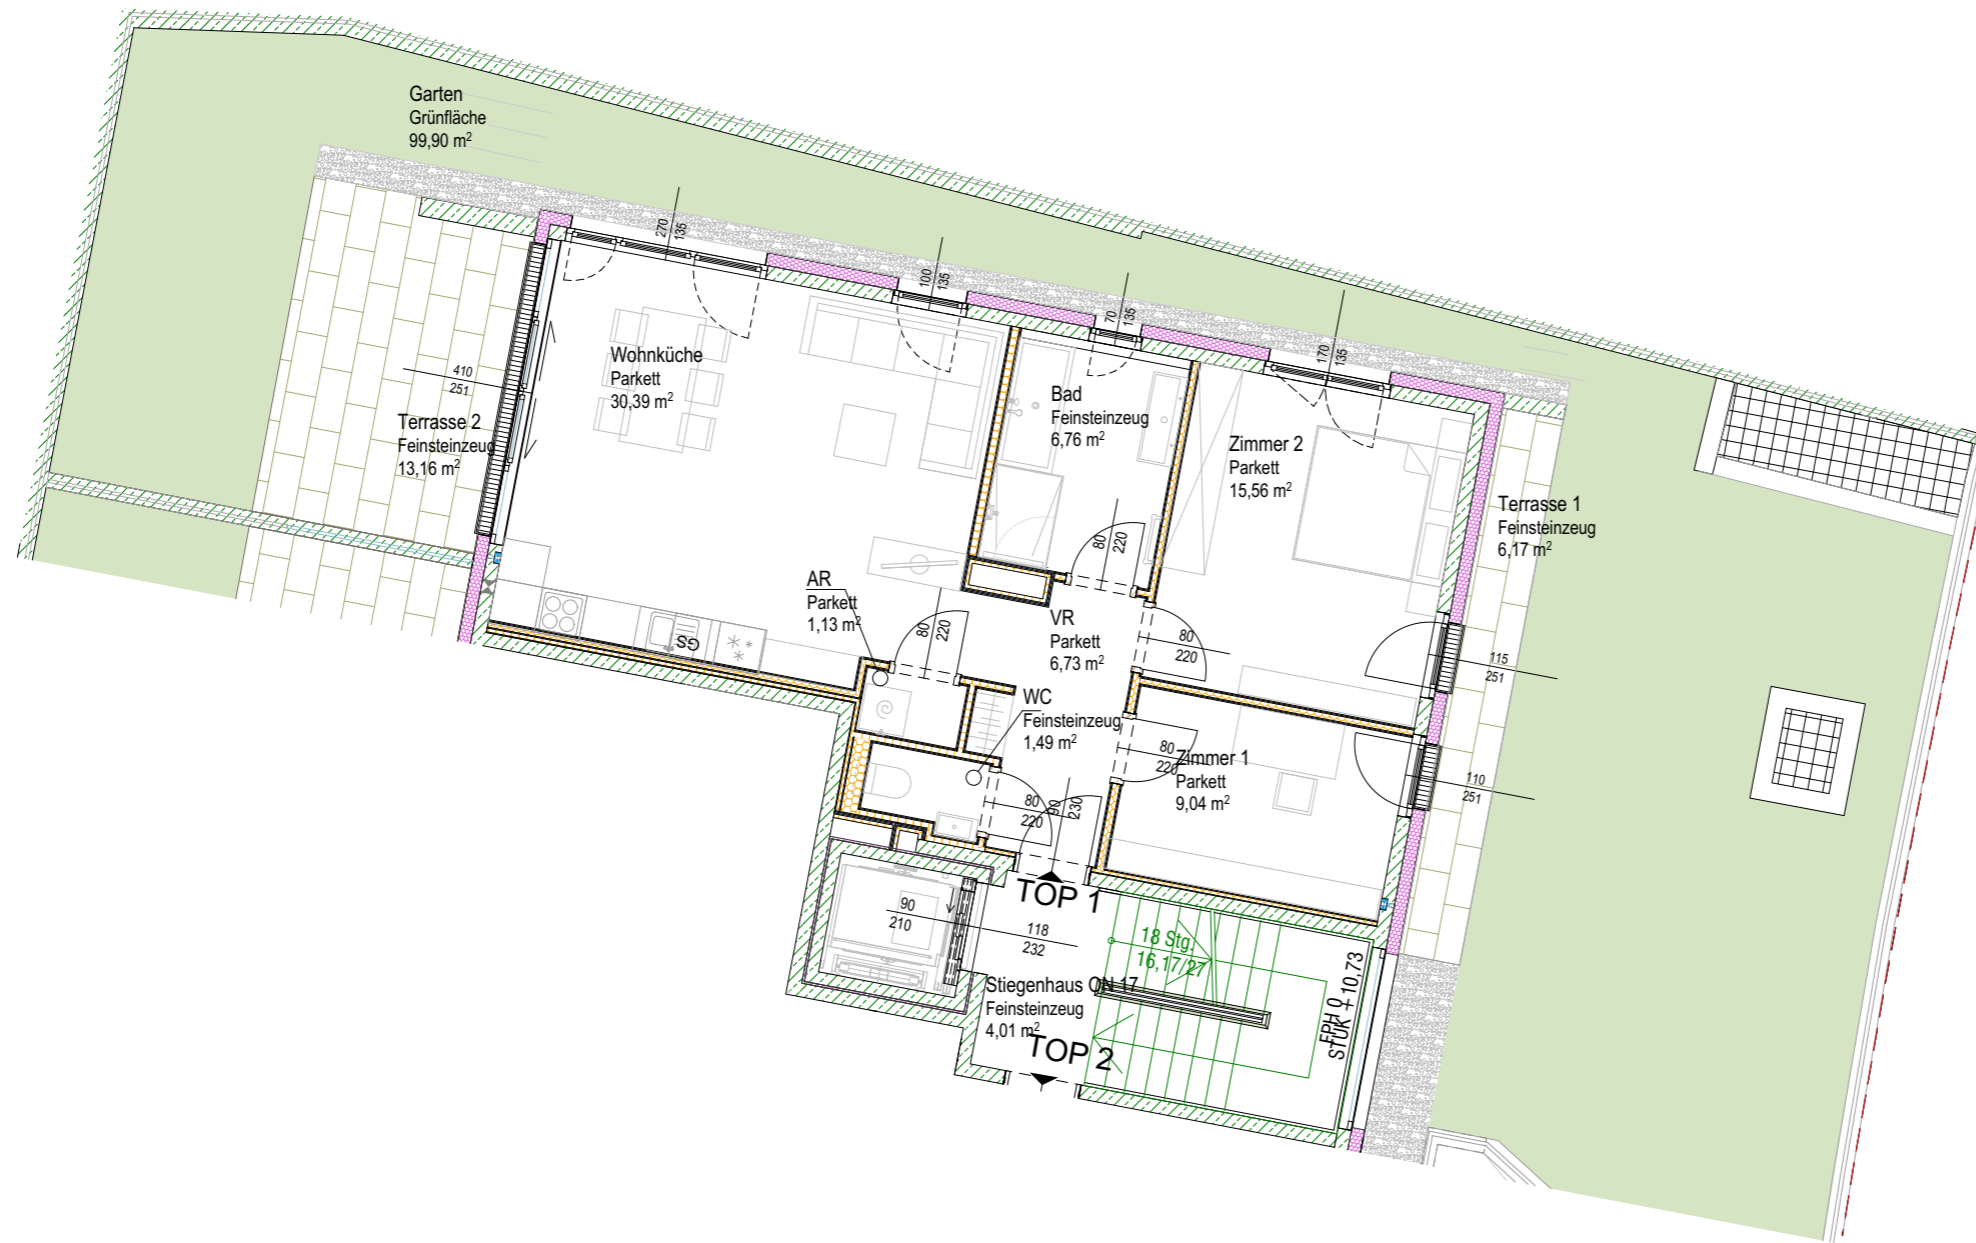 Garten
Grünfläche
99,90 m²
270
135
100
135
70
135
170
135
Wohnküche
Parkett
30,39 m²
410
251
Terrasse 2
Feinsteinzeug
13,16 m²
Bad
Feinsteinzeug
6,76 m²
Zimmer 2
Parkett
15,56 m²
Terrasse 1
Feinsteinzeug
6,17 m²
80
220
AR
Parkett
1,13 m²
80
220
GS
VR
Parkett
6,73 m²
80
220
115
251
WC
Feinsteinzeug
1,49 m²
80
220
Zimmer 1
Parkett
9,04 m²
110
251
80
220
90
230
TOP 1
90
210
118
232
18 Stg.
16,17/27
Stiegenhaus ON 17
Feinsteinzeug
4,01 m²
FPH 0
STUK +10,73
TOP 2